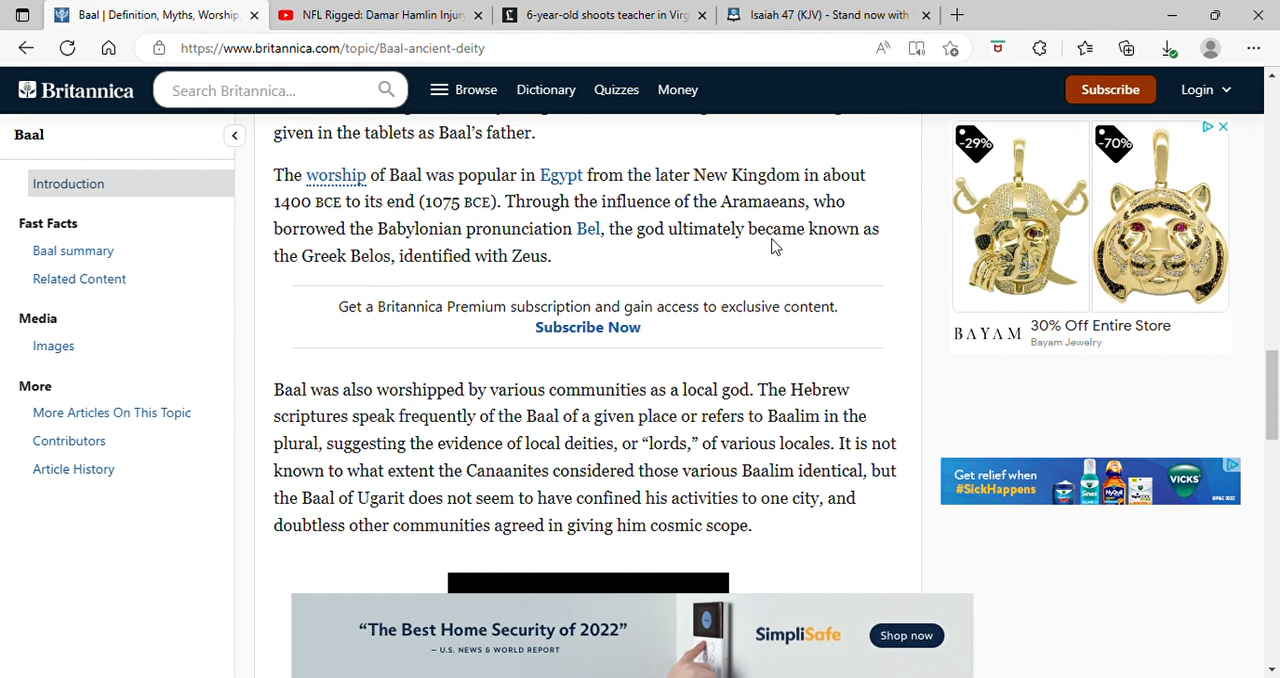 Baal | Definition, Myths, Worship,
NFL Rigged: Damar Hamlin Injur
6-year-old shoots teacher in Virg
Isaiah 47 (KJV) - Stand now with
https://www.britannica.com/topic/Baal-ancient-deity
Britannica
Search Britannica...
Browse
Dictionary
Quizzes
Money
Subscribe
Login
Baal
Introduction
Fast Facts
Baal summary
Related Content
Media
Images
More
More Articles On This Topic
Contributors
Article History
given in the tablets as Baal's father.
The worship of Baal was popular in Egypt from the later New Kingdom in about
1400 BCE to its end (1075 BCE). Through the influence of the Aramaeans, who
borrowed the Babylonian pronunciation Bel, the god ultimately became known as
the Greek Belos, identified with Zeus.
Get a Britannica Premium subscription and gain access to exclusive content.
Subscribe Now
Baal was also worshipped by various communities as a local god. The Hebrew
scriptures speak frequently of the Baal of a given place or refers to Baalim in the
plural, suggesting the evidence of local deities, or “lords,” of various locales. It is not
known to what extent the Canaanites considered those various Baalim identical, but
the Baal of Ugarit does not seem to have confined his activities to one city, and
doubtless other communities agreed in giving him cosmic scope.
-29%
-70%
BAYAM
30% Off Entire Store
Bayam Jewelry
Get relief when
#SickHappens
Sinex
NyQuil
VICKS
©P&G 2022
“The Best Home Security of 2022”
– U.S. NEWS & WORLD REPORT
SimpliSafe
Shop now